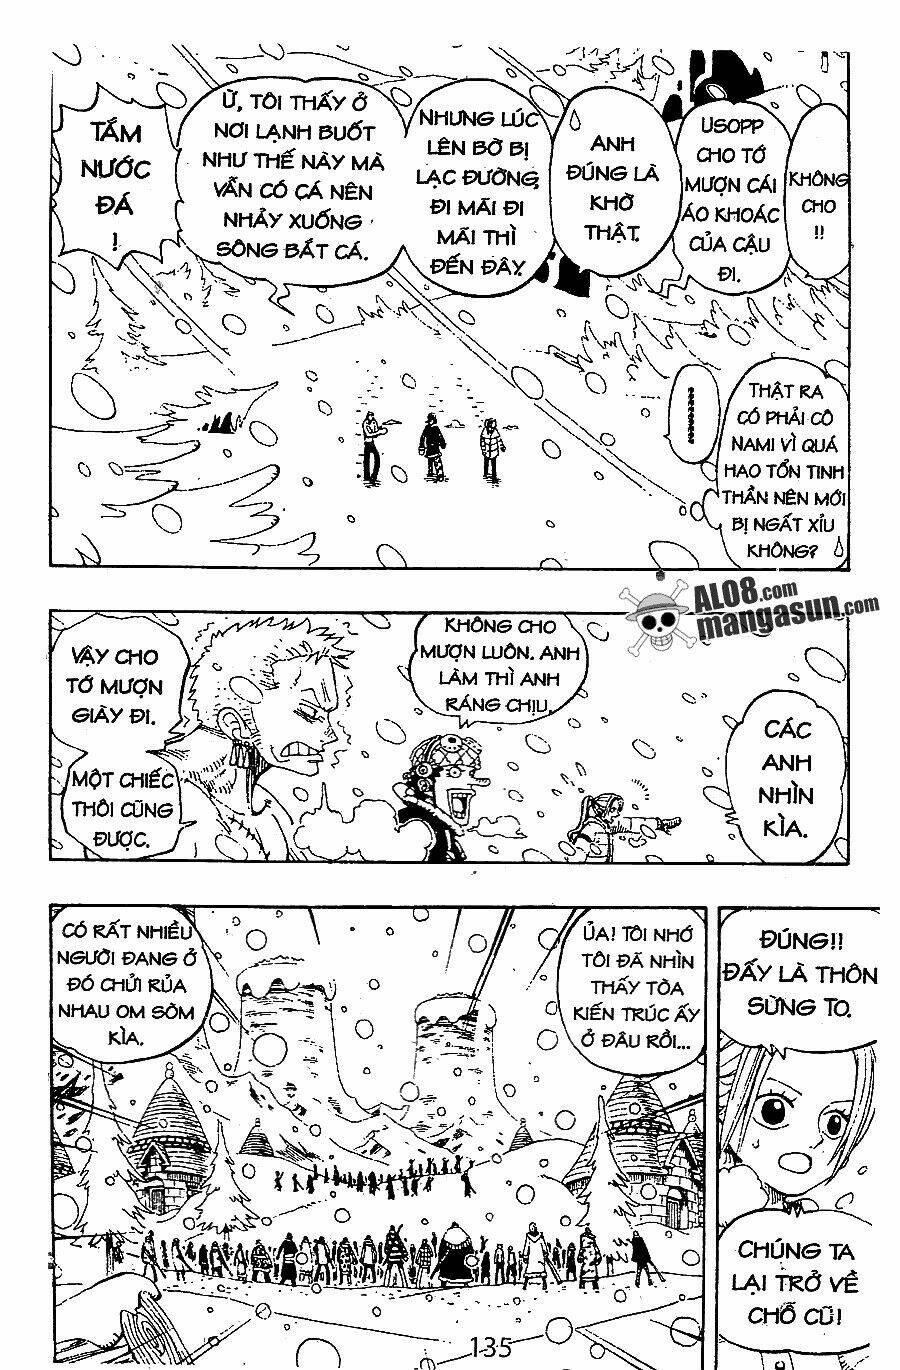 KHÔNG
CHO
!!
USOPP
CHO TỚ
MƯỢN CÁI
ÁO KHOÁC
CỦA CẬU
ĐI.
ANH
ĐÚNG LÀ
KHỜ
THẬT.
NHƯNG LÚC
LÊN BỜ BỊ
LẠC ĐƯỜNG,
ĐI MÃI ĐI
MÃI THÌ
ĐẾN ĐÂY.
Ừ, TÔI THẤY Ở
NƠI LẠNH BUỐT
NHƯ THẾ NÀY MÀ
VẪN CÓ CÁ NÊN
NHẢY XUỐNG
SÔNG BẮT CÁ.
TẮM
NƯỚC
ĐÁ
!
THẬT RA
CÓ PHẢI CÔ
NAMI VÌ QUÁ
HAO TỔN TINH
THẦN NÊN MỚI
BỊ NGẤT XỈU
KHÔNG?
AL08.com
mangasun.com
CÁC
ANH
NHÌN
KÌA.
KHÔNG CHO
MƯỢN LUÔN. ANH
LÀM THÌ ANH
RÁNG CHỊU.
VẬY CHO
TỚ MƯỢN
GIÀY ĐI.
MỘT CHIẾC
THÔI CŨNG
ĐƯỢC.
ĐÚNG!!
ĐẤY LÀ THÔN
SỪNG TO.
CHÚNG TA
LẠI TRỞ VỀ
CHỖ CŨ!
ỦA! TÔI NHỚ
TÔI ĐÃ NHÌN
THẤY TÒA
KIẾN TRÚC ẤY
Ở ĐÂU RỒI...
CÓ RẤT NHIỀU
NGƯỜI ĐANG Ở
ĐÓ CHỬI RỦA
NHAU OM SÒM
KÌA.
135